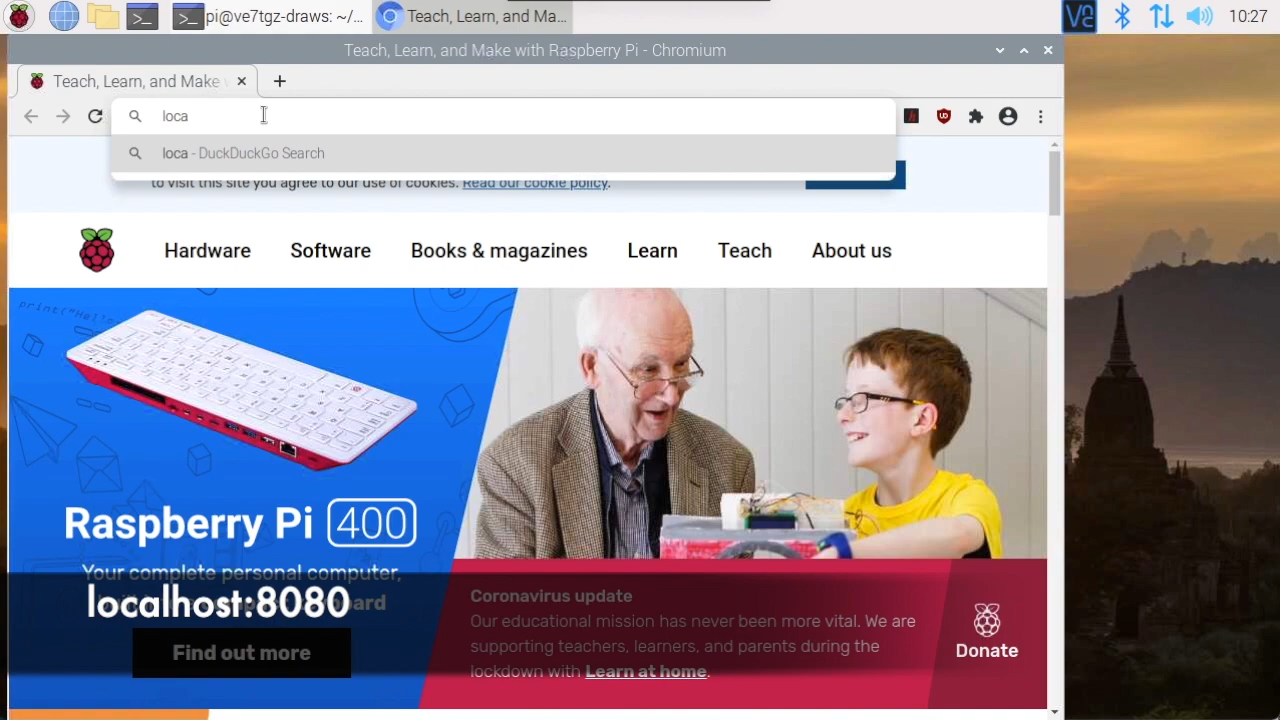 pi@ve7tgz-draws: ~/...
Teach, Learn, and Ma...
10:27
Teach, Learn, and Make with Raspberry Pi - Chromium
Teach, Learn, and Make
loca
loca - DuckDuckGo Search
to visit this site you agree to our use of cookies. Read our cookie policy.
Hardware
Software
Books & magazines
Learn
Teach
About us
print("Hello
Raspberry Pi 400
Your complete personal computer,
localhost:8080
Find out more
Coronavirus update
Our educational mission has never been more vital. We are
supporting teachers, learners, and parents during the
lockdown with Learn at home.
Donate